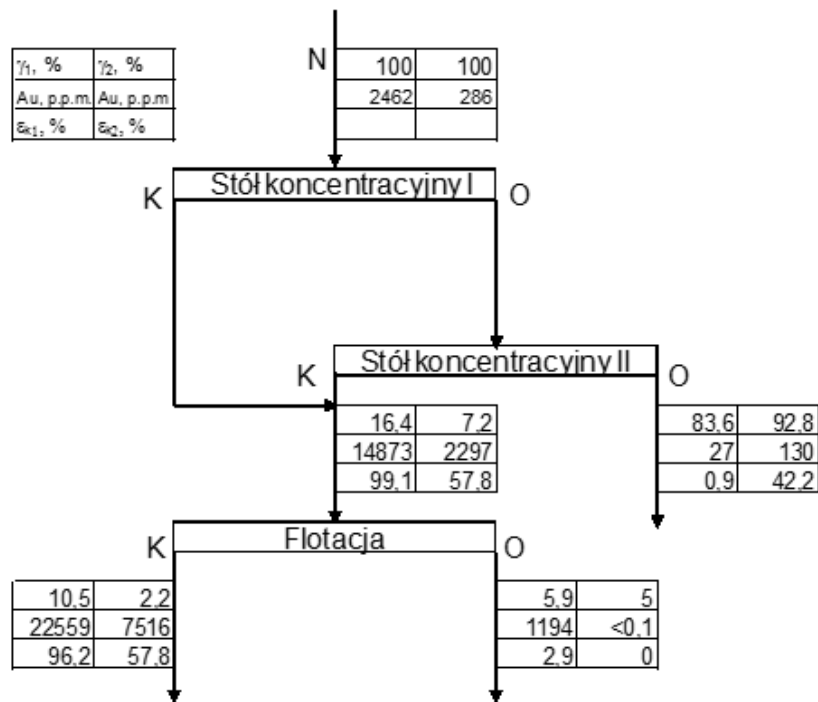 γ₁, % γ₂, %
Au, p.p.m. Au, p.p.m
εₖ₁, % εₖ₂, %
N
100 100
2462 286
Stół koncentracyjny I
K O
Stół koncentracyjny II
K O
16,4 7,2
14873 2297
99,1 57,8
83,6 92,8
27 130
0,9 42,2
Flotacja
K O
10,5 2,2
22559 7516
96,2 57,8
5,9 5
1194 <0,1
2,9 0